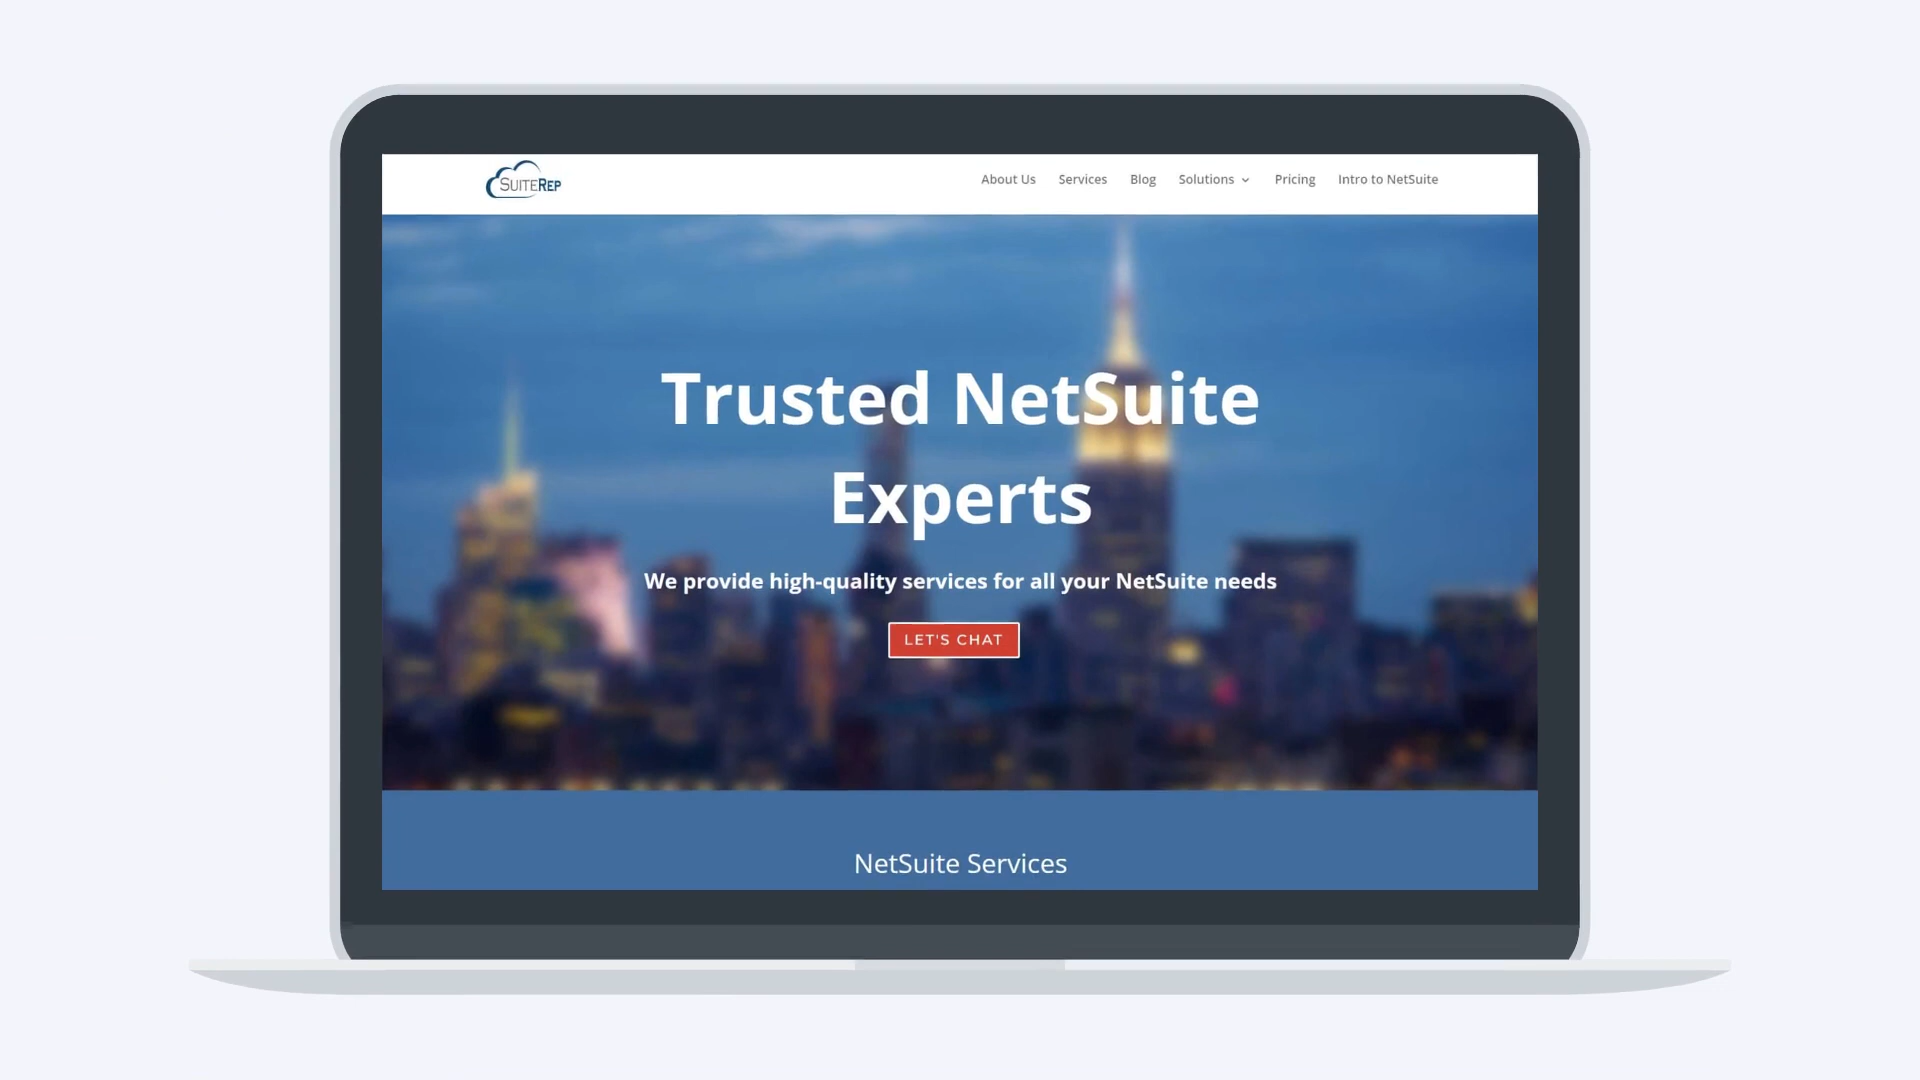 SUITEREP
About Us Services Blog Solutions Pricing Intro to NetSuite
Trusted NetSuite
Experts
We provide high-quality services for all your NetSuite needs
LET'S CHAT
NetSuite Services